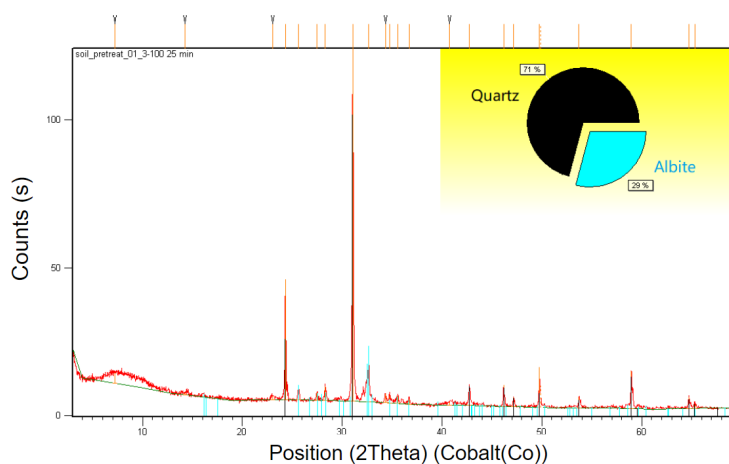 soil_pretreat_01_3-100 25 min
71 %
Quartz
Albite
29 %
Counts (s)
100
50
0
10
20
30
40
50
60
Position (2Theta) (Cobalt(Co))